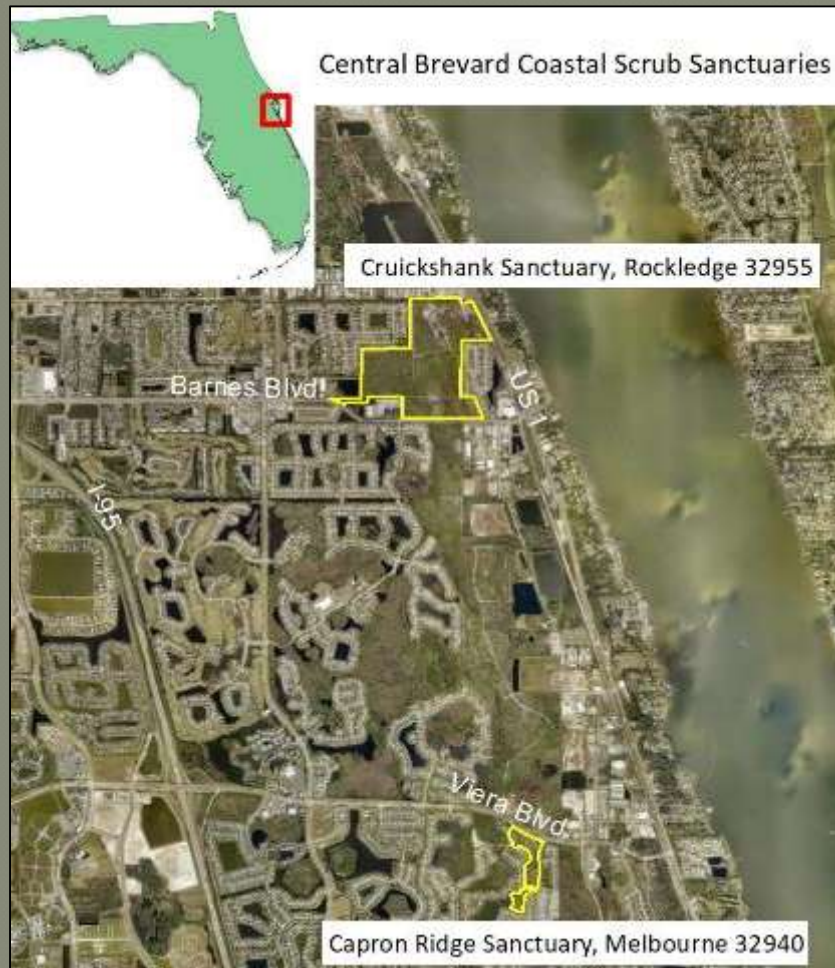 Central Brevard Coastal Scrub Sanctuaries
Cruickshank Sanctuary, Rockledge 32955
Barnes Blvd.
US 1
I-95
Viera Blvd.
Capron Ridge Sanctuary, Melbourne 32940